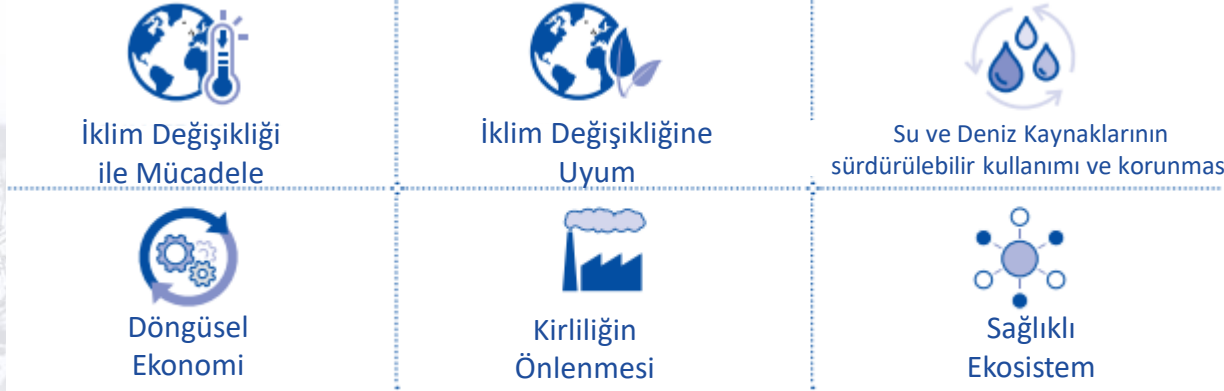 İklim Değişikliği
ile Mücadele
İklim Değişikliğine
Uyum
Su ve Deniz Kaynaklarının
sürdürülebilir kullanımı ve korunmas
Döngüsel
Ekonomi
Kirliliğin
Önlenmesi
Sağlıklı
Ekosistem